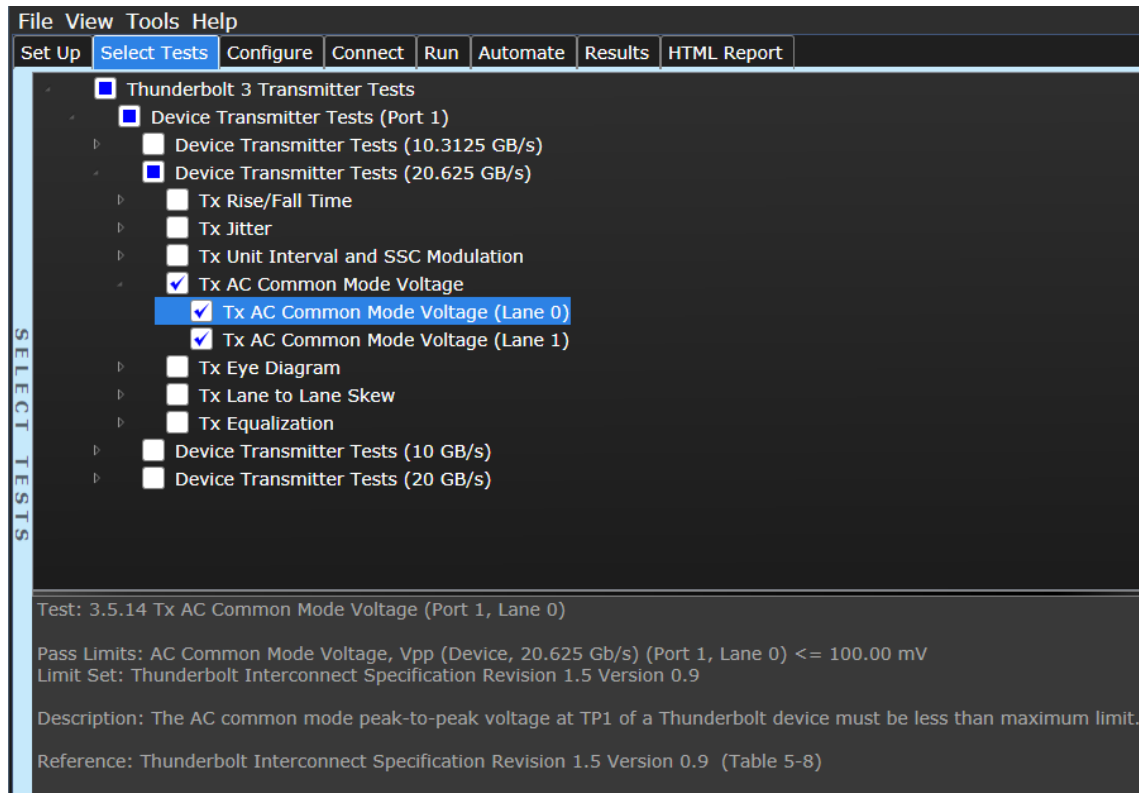 File View Tools Help
Set Up Select Tests Configure Connect Run Automate Results HTML Report
Thunderbolt 3 Transmitter Tests
Device Transmitter Tests (Port 1)
Device Transmitter Tests (10.3125 GB/s)
Device Transmitter Tests (20.625 GB/s)
Tx Rise/Fall Time
Tx Jitter
Tx Unit Interval and SSC Modulation
Tx AC Common Mode Voltage
Tx AC Common Mode Voltage (Lane 0)
Tx AC Common Mode Voltage (Lane 1)
Tx Eye Diagram
Tx Lane to Lane Skew
Tx Equalization
Device Transmitter Tests (10 GB/s)
Device Transmitter Tests (20 GB/s)
SELECT TESTS
Test: 3.5.14 Tx AC Common Mode Voltage (Port 1, Lane 0)
Pass Limits: AC Common Mode Voltage, Vpp (Device, 20.625 Gb/s) (Port 1, Lane 0) <= 100.00 mV
Limit Set: Thunderbolt Interconnect Specification Revision 1.5 Version 0.9
Description: The AC common mode peak-to-peak voltage at TP1 of a Thunderbolt device must be less than maximum limit.
Reference: Thunderbolt Interconnect Specification Revision 1.5 Version 0.9 (Table 5-8)